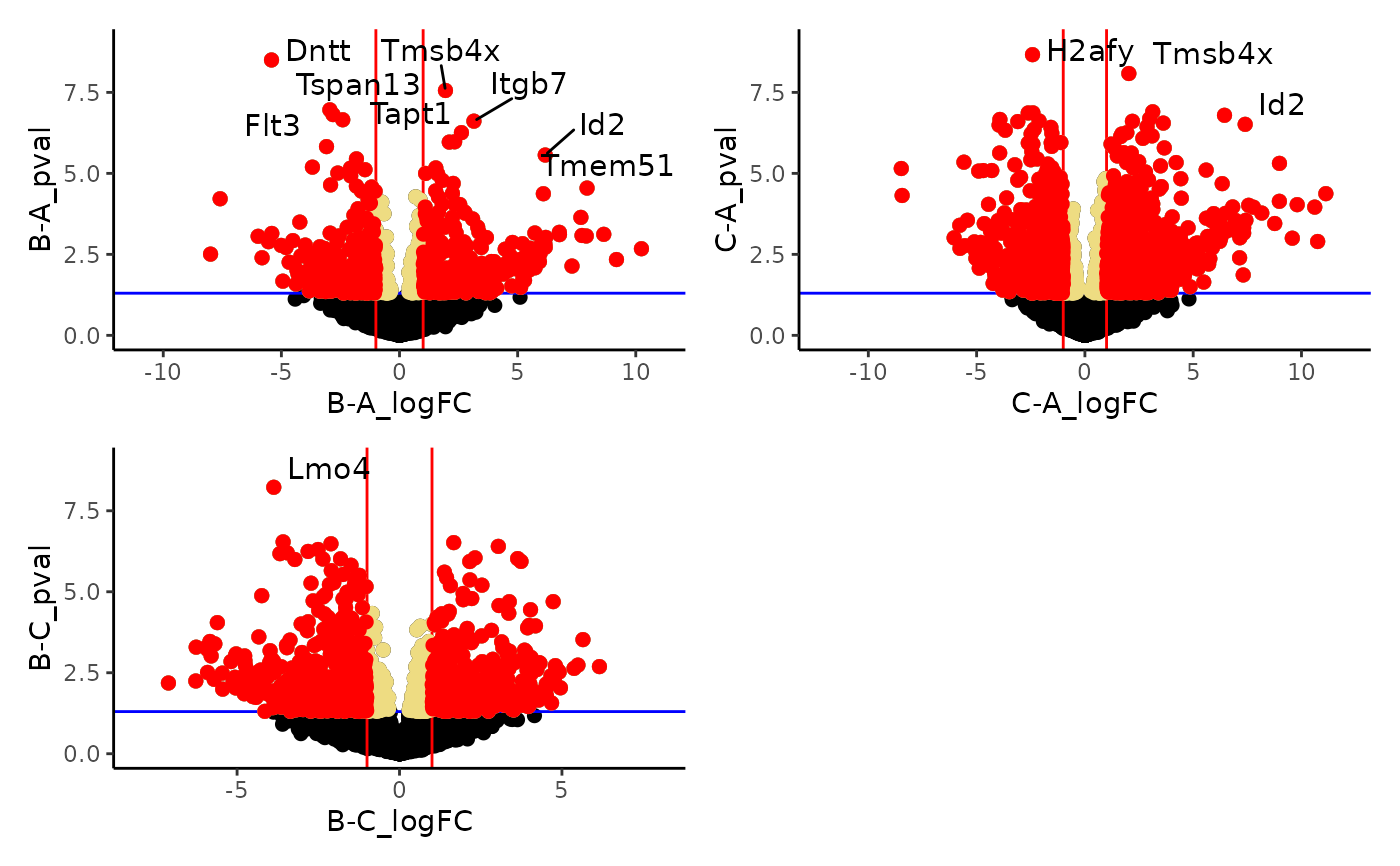 Dntt
Tmsb4x
Tspan13
Itgb7
Tapt1
Flt3
Id2
Tmem51
7.5
5.0
2.5
0.0
B-A_pval
-10
-5
0
5
10
B-A_logFC
H2afy
Tmsb4x
Id2
7.5
5.0
2.5
0.0
C-A_pval
-10
-5
0
5
10
C-A_logFC
Lmo4
7.5
5.0
2.5
0.0
B-C_pval
-5
0
5
B-C_logFC